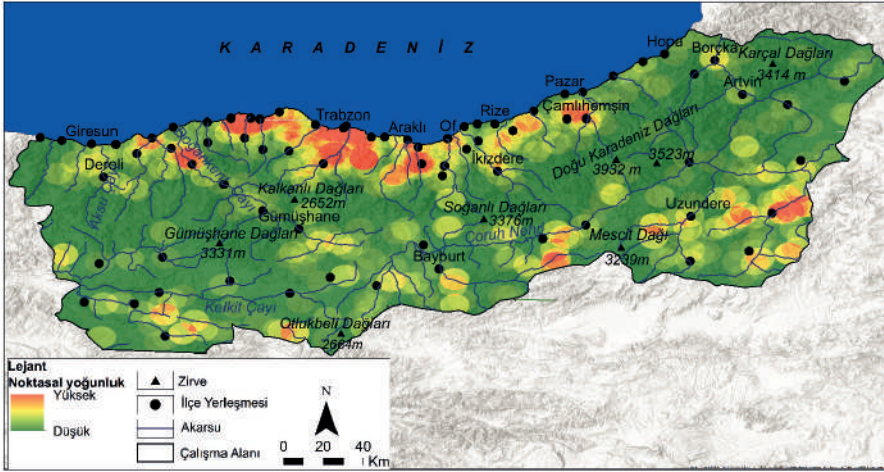 K A R A D E N İ Z
Hopa
Borçka
Karçal Dağları
3414 m
Artvin
Pazar
Çamlıhemşin
Rize
Of
Araklı
Trabzon
Giresun
Dereli
İkizdere
Doğu Karadeniz Dağları
3932 m
3523m
Aksu Çayı
Kalkanlı Dağları
2652m
Gümüşhane
Gümüşhane Dağları
3331m
Soğanlı Dağları
3376m
Çoruh Nehri
Uzundere
Mescit Dağı
3239m
Bayburt
Kelkit Çayı
Otlukbeli Dağları
2664m
Lejant
Noktasal yoğunluk
Yüksek
Düşük
Zirve
İlçe Yerleşmesi
Akarsu
Çalışma Alanı
N
0 20 40
Km